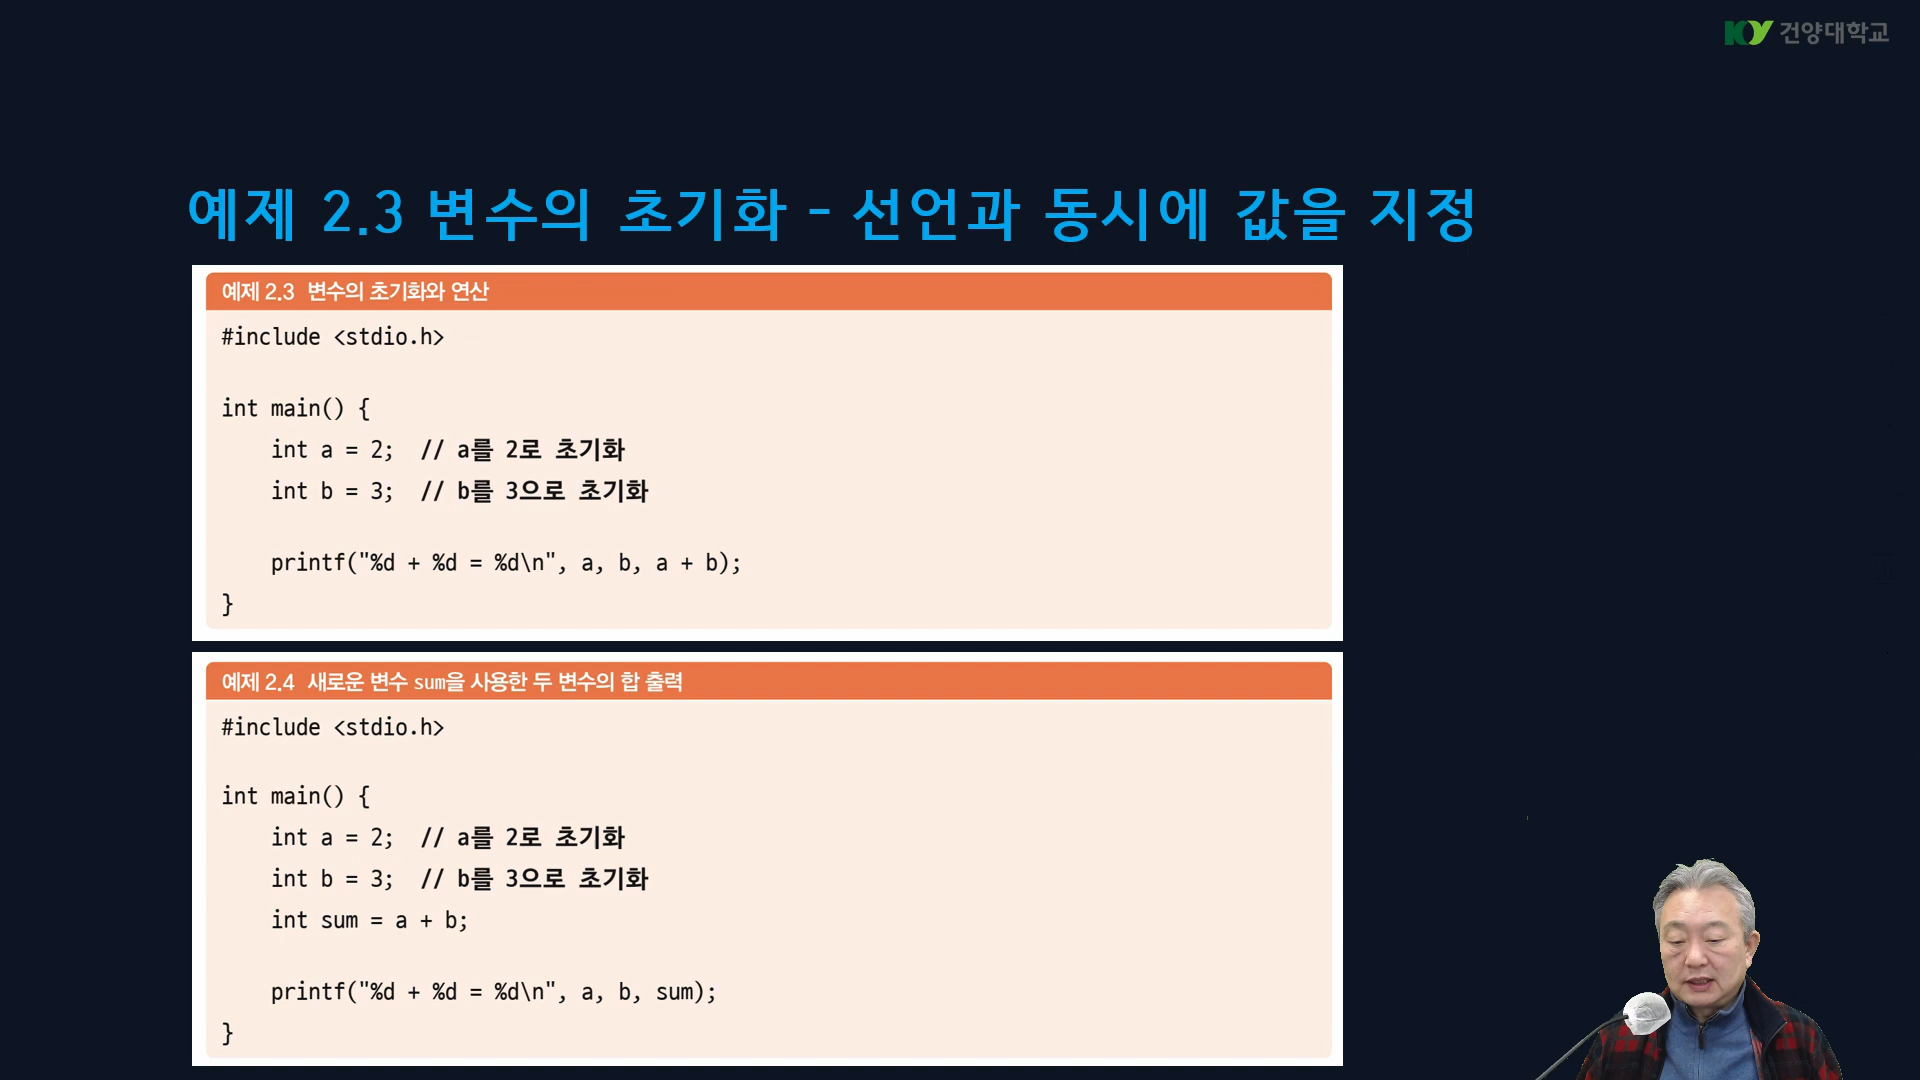 건양대학교
예제 2.3 변수의 초기화 - 선언과 동시에 값을 지정
예제 2.3 변수의 초기화와 연산
#include <stdio.h>
int main() {
int a = 2; // a를 2로 초기화
int b = 3; // b를 3으로 초기화
printf("%d + %d = %d\n", a, b, a + b);
}
예제 2.4 새로운 변수 sum을 사용한 두 변수의 합 출력
#include <stdio.h>
int main() {
int a = 2; // a를 2로 초기화
int b = 3; // b를 3으로 초기화
int sum = a + b;
printf("%d + %d = %d\n", a, b, sum);
}